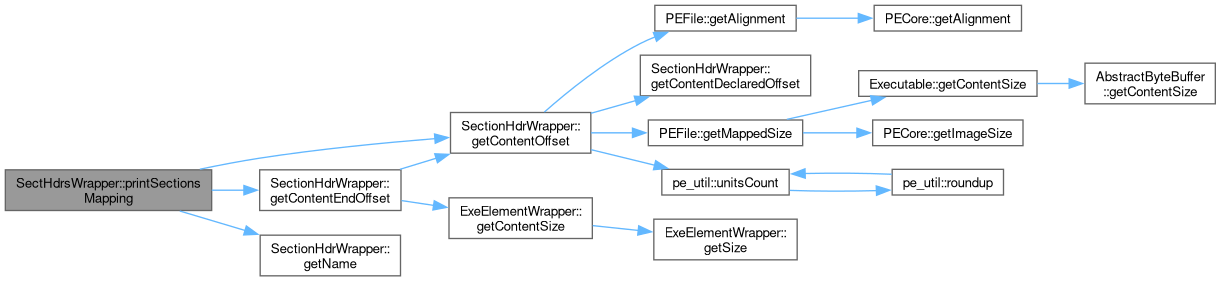 PEFile::getAlignment
PECore::getAlignment
SectionHdrWrapper::
getContentDeclaredOffset
Executable::getContentSize
AbstractByteBuffer
::getContentSize
SectionHdrWrapper::
getContentOffset
PEFile::getMappedSize
PECore::getImageSize
SectHdrsWrapper::printSections
Mapping
SectionHdrWrapper::
getContentEndOffset
pe_util::unitsCount
pe_util::roundup
ExeElementWrapper::
getContentSize
ExeElementWrapper::
getSize
SectionHdrWrapper::
getName